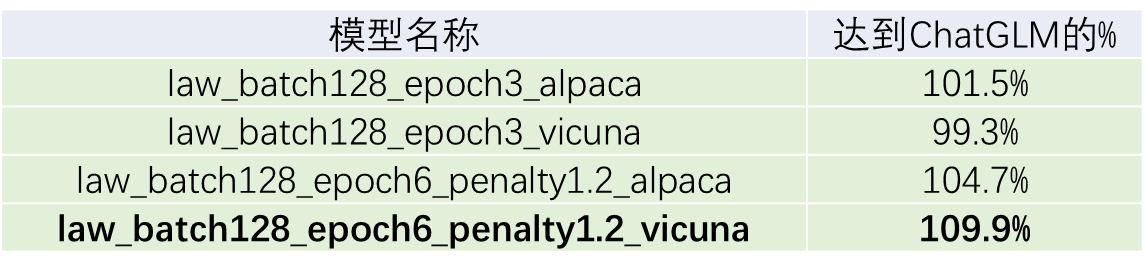 模型名称 达到ChatGLM的%
law_batch128_epoch3_alpaca 101.5%
law_batch128_epoch3_vicuna 99.3%
law_batch128_epoch6_penalty1.2_alpaca 104.7%
law_batch128_epoch6_penalty1.2_vicuna 109.9%